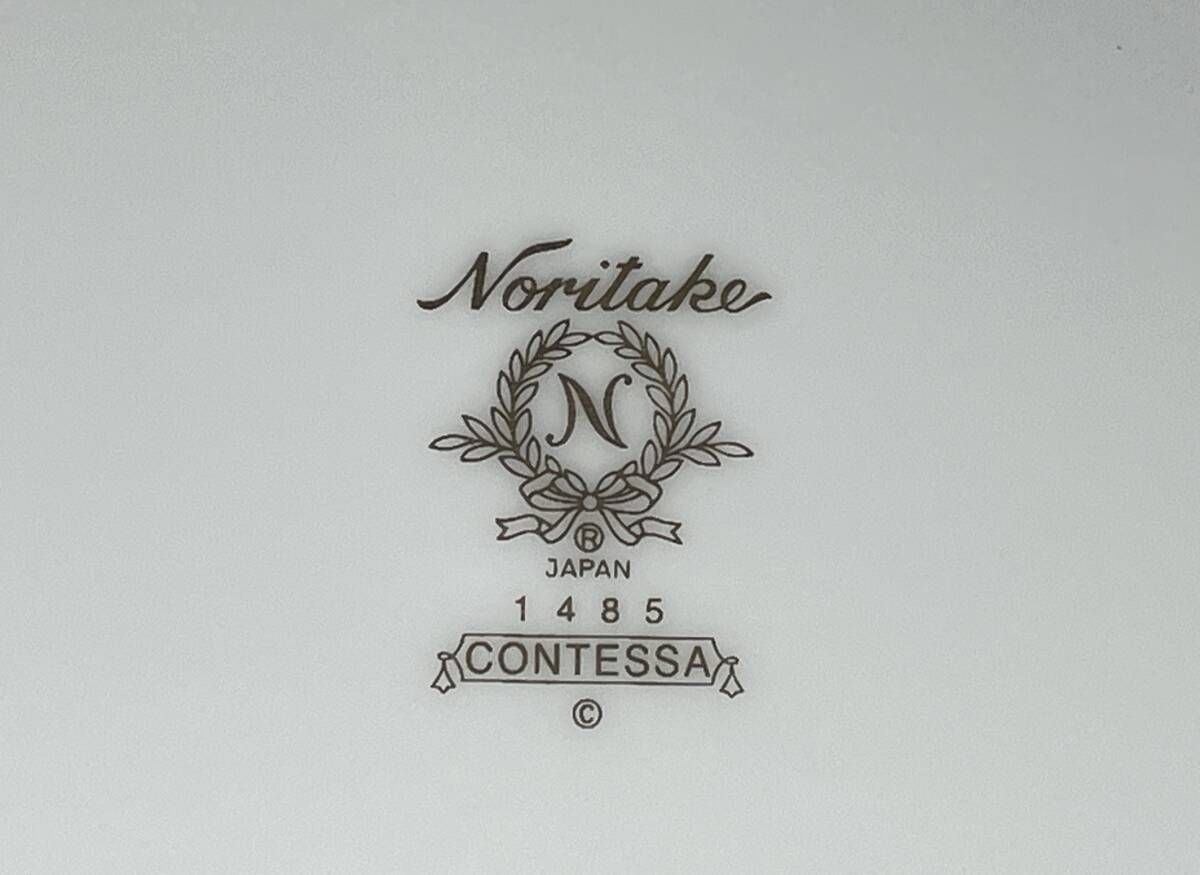 Noritake
N
®
JAPAN
1485
CONTESSA
©